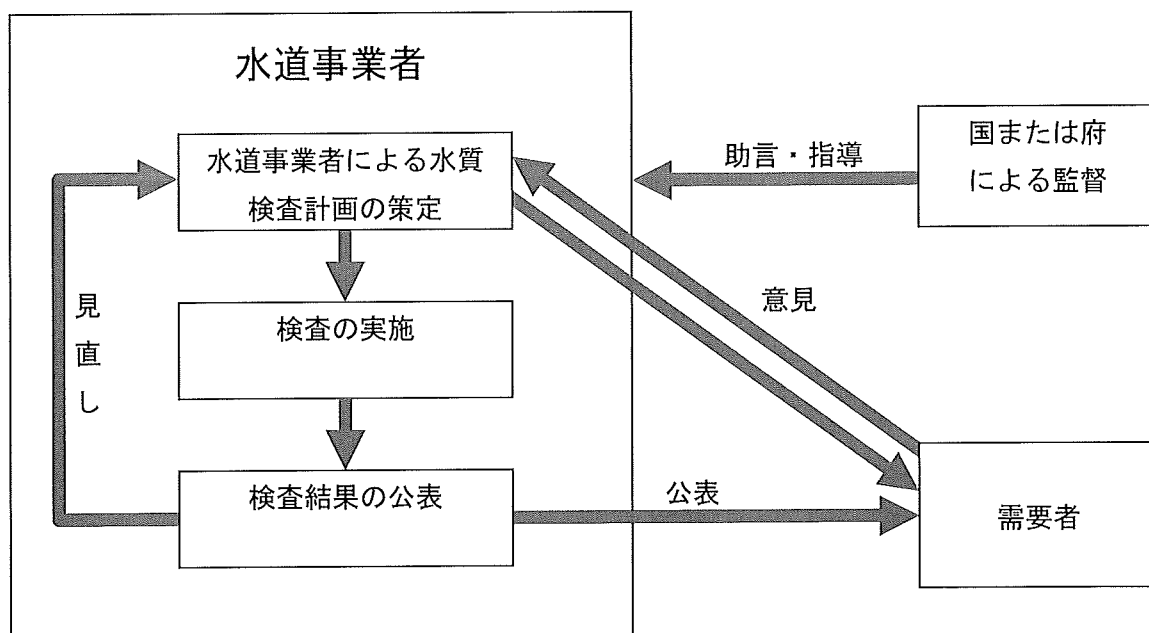 水道事業者
水道事業者による水質
検査計画の策定
検査の実施
検査結果の公表
見直し
助言・指導
国または府
による監督
意見
公表
需要者